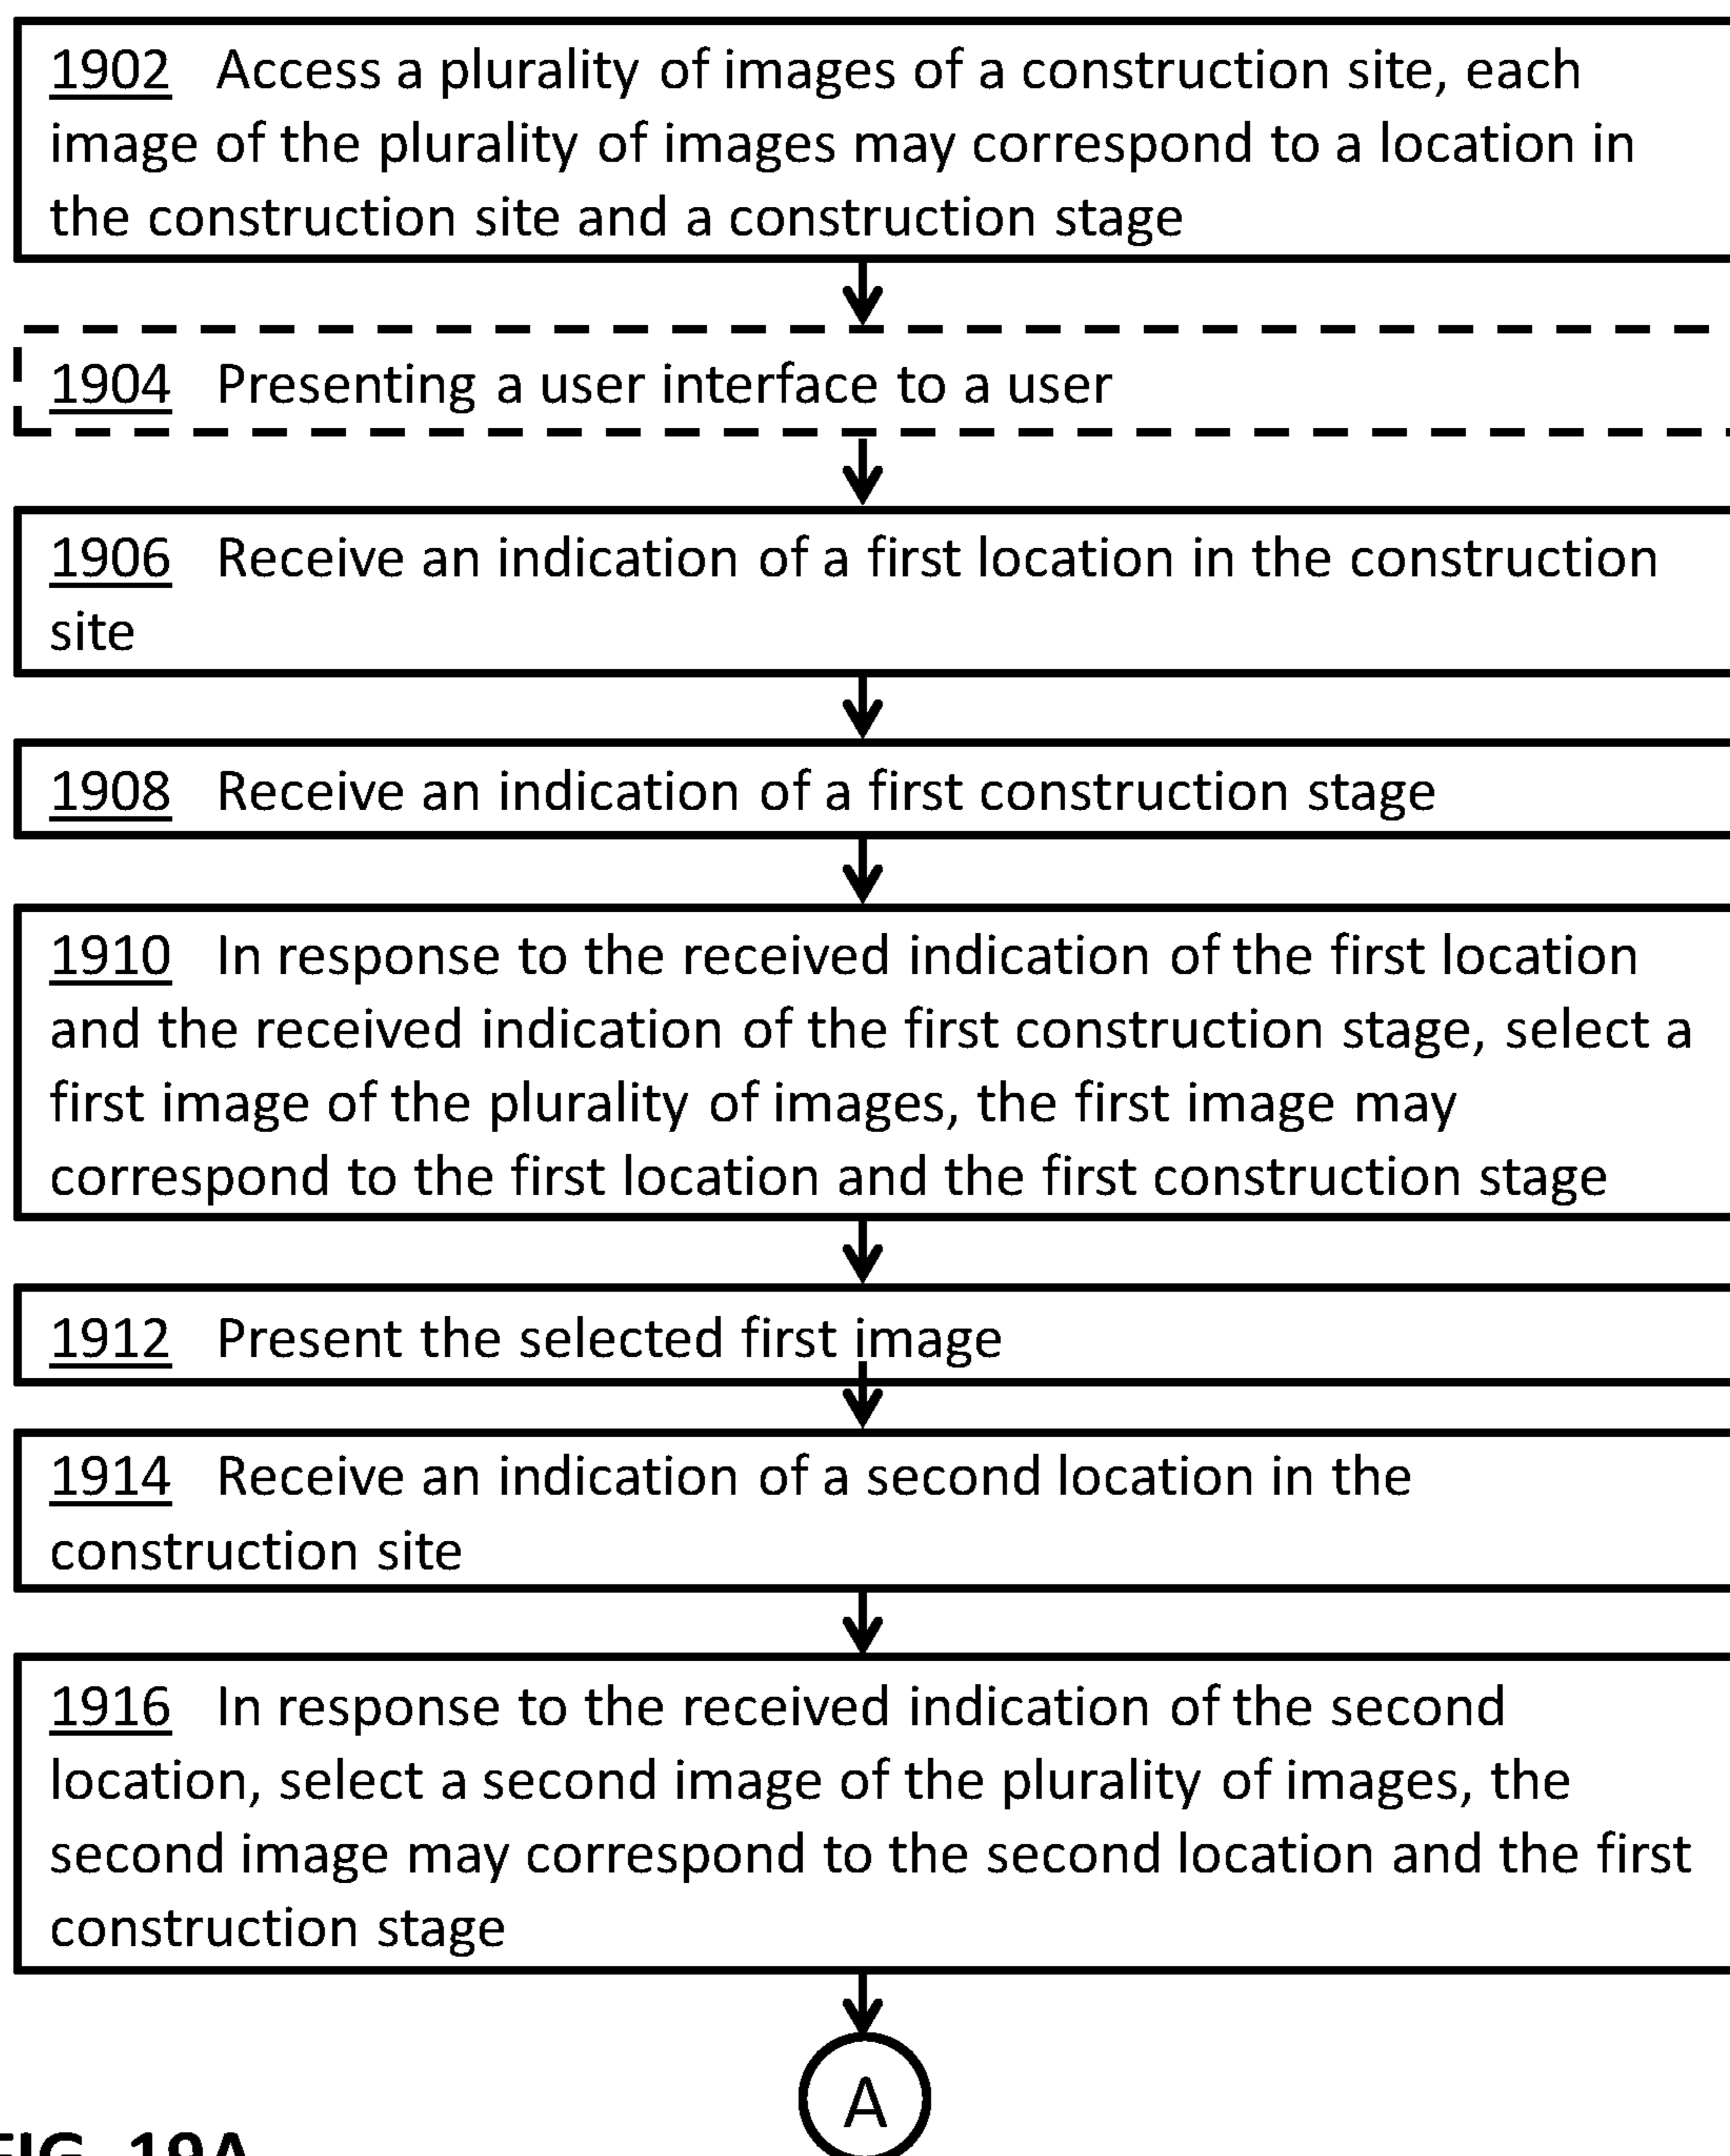 1902 Access a plurality of images of a construction site, each
image of the plurality of images may correspond to a location in
the construction site and a construction stage
1904 Presenting a user interface to a user
1906 Receive an indication of a first location in the construction
site
1908 Receive an indication of a first construction stage
1910 In response to the received indication of the first location
and the received indication of the first construction stage, select a
first image of the plurality of images, the first image may
correspond to the first location and the first construction stage
1912 Present the selected first image
1914 Receive an indication of a second location in the
construction site
1916 In response to the received indication of the second
location, select a second image of the plurality of images, the
second image may correspond to the second location and the first
construction stage
A
FIG. 19A